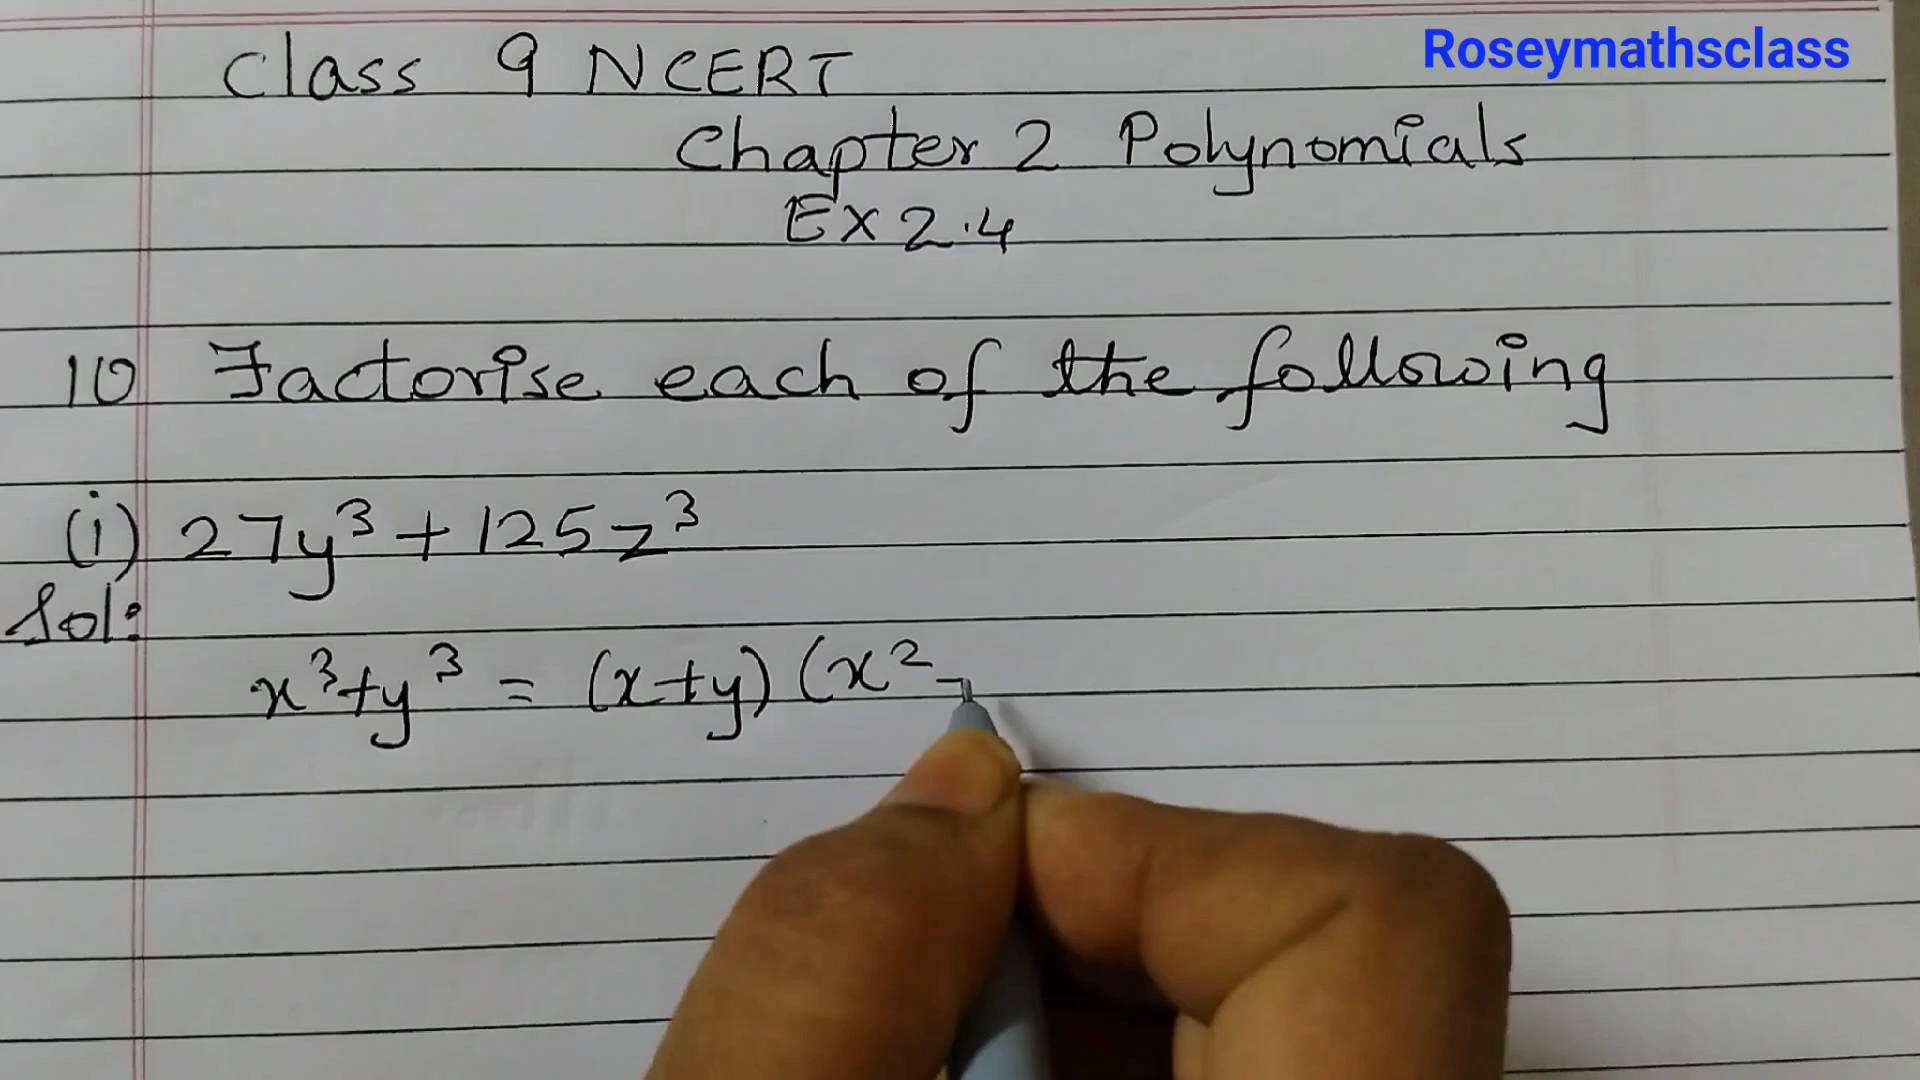 Roseymathsclass
Class 9 NCERT
Chapter 2 Polynomials
Ex 2.4
10 Factorise each of the following
(i) 27y³ + 125z³
Sol:
x³+y³ = (x+y) (x² -